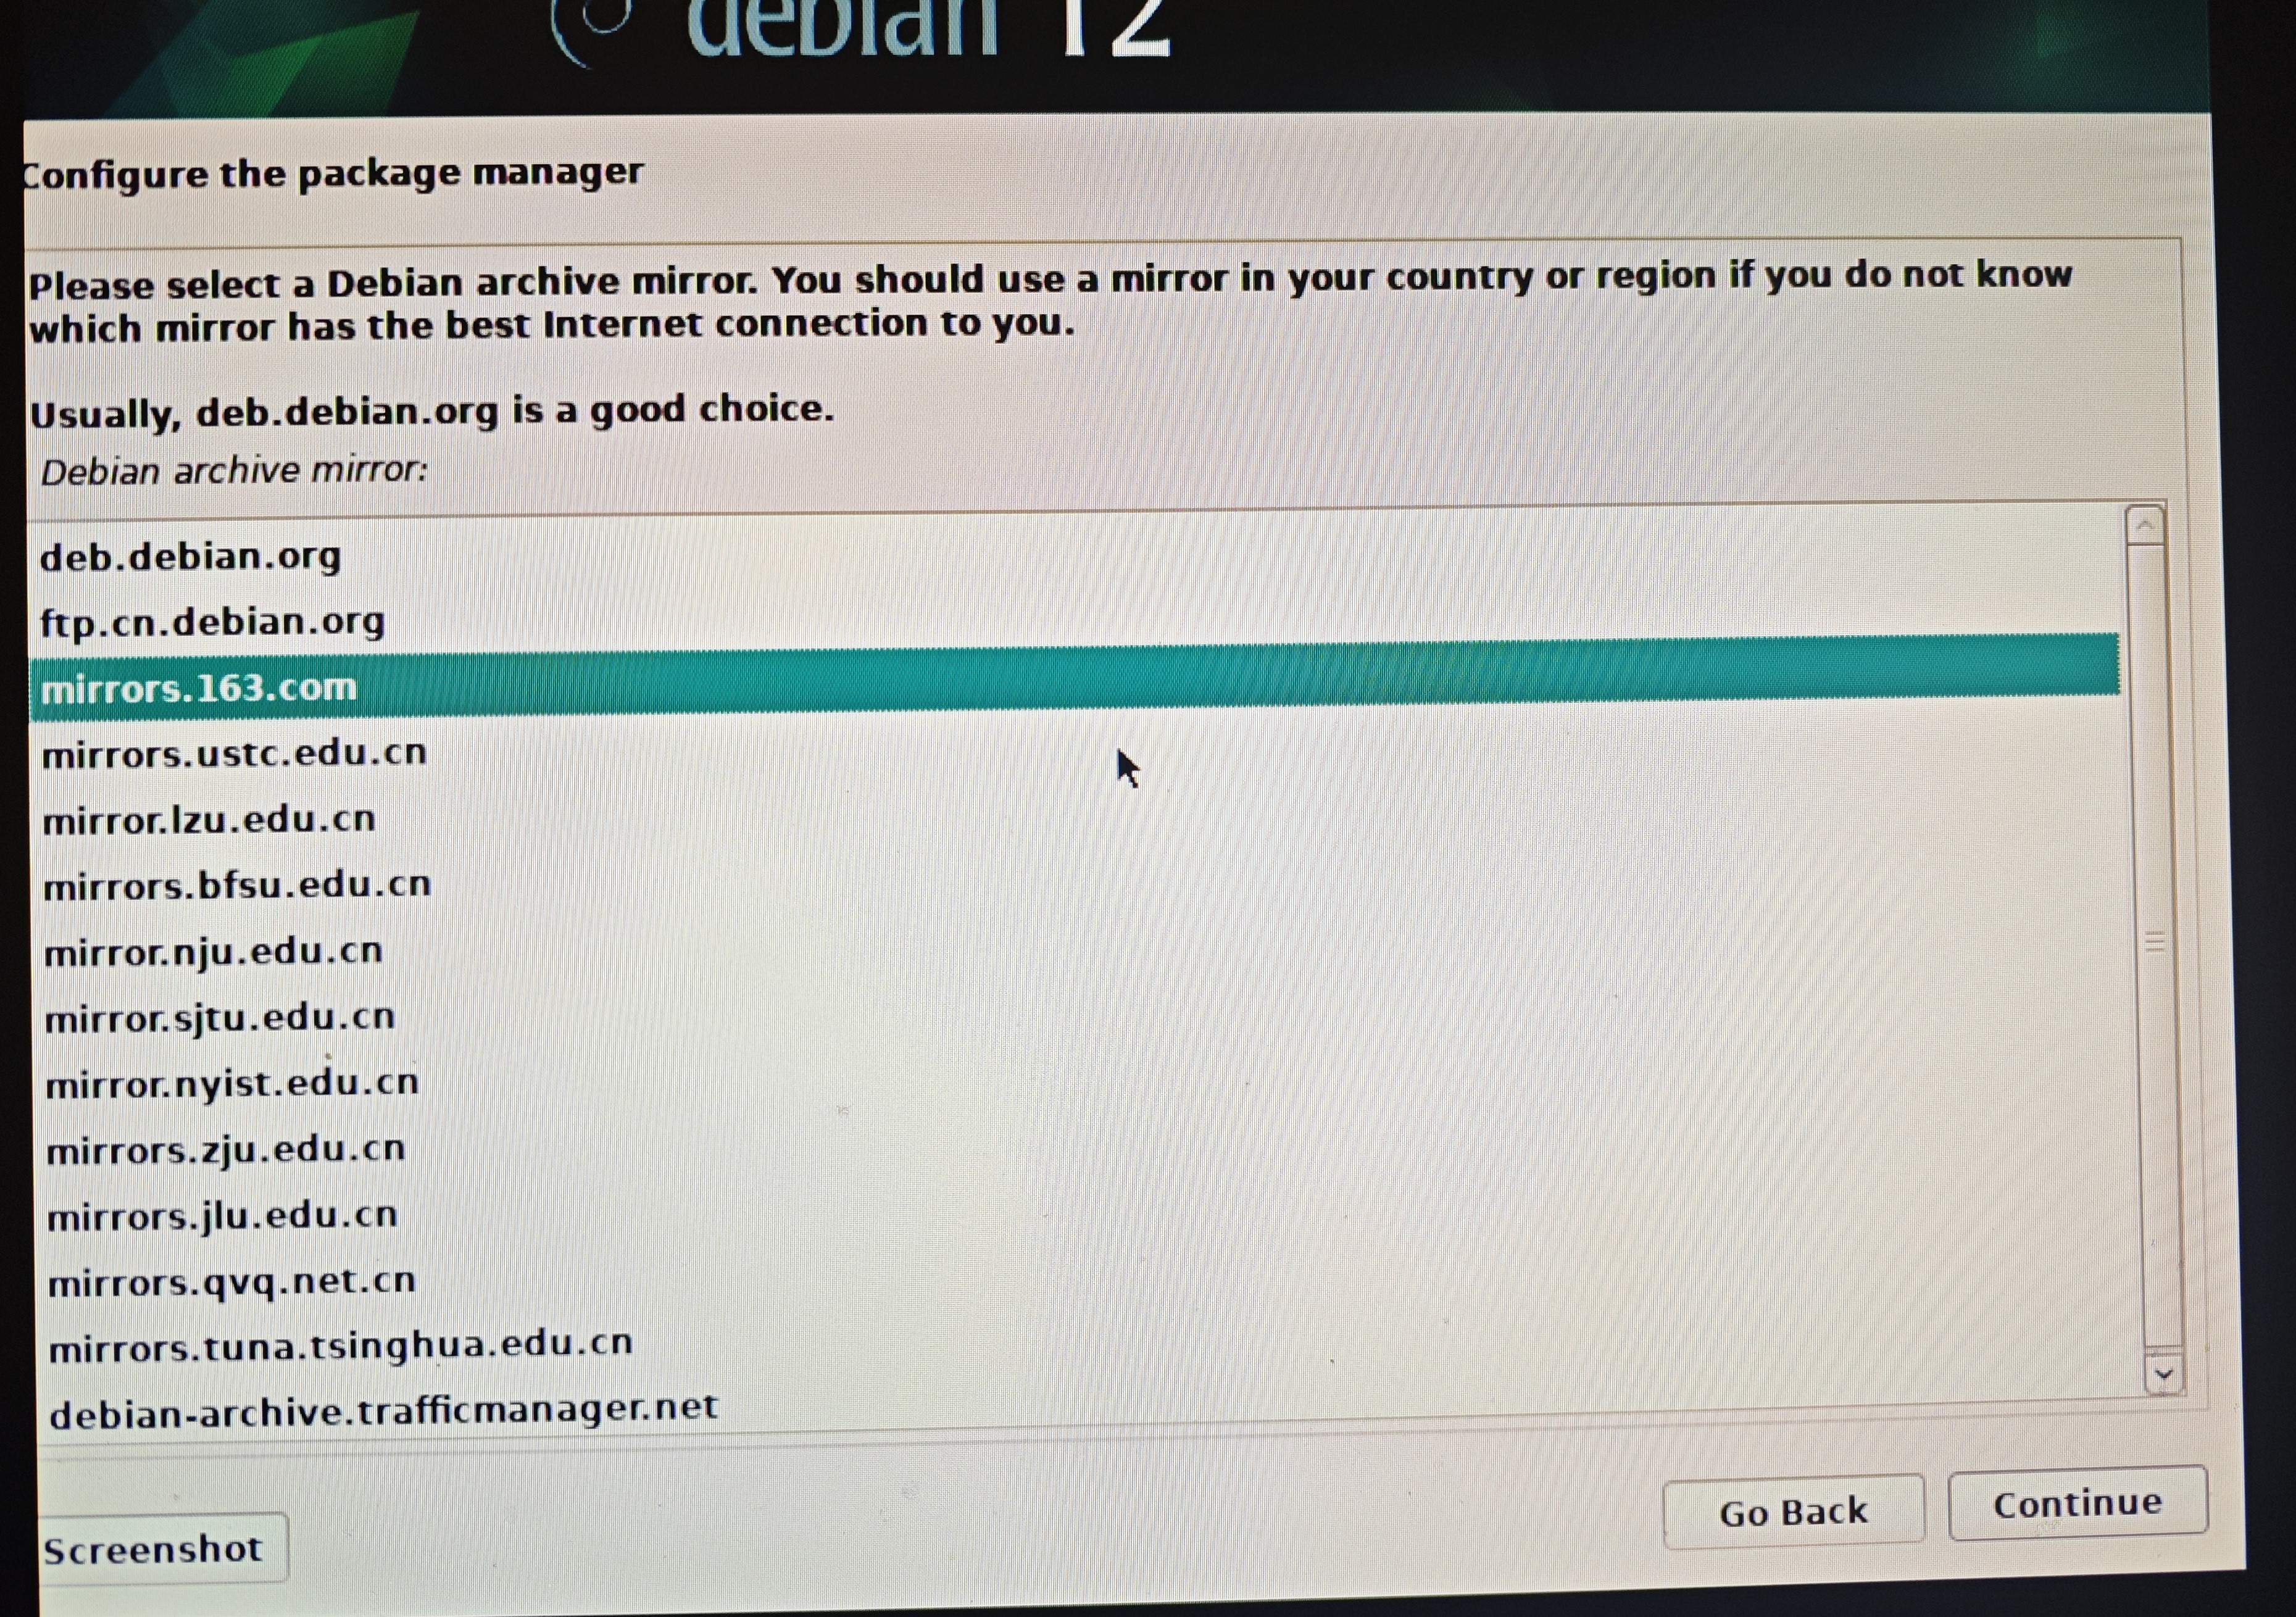 debian 12
Configure the package manager
Please select a Debian archive mirror. You should use a mirror in your country or region if you do not know
which mirror has the best Internet connection to you.
Usually, deb.debian.org is a good choice.
Debian archive mirror:
deb.debian.org
ftp.cn.debian.org
mirrors.163.com
mirrors.ustc.edu.cn
mirror.lzu.edu.cn
mirrors.bfsu.edu.cn
mirror.nju.edu.cn
mirror.sjtu.edu.cn
mirror.nyist.edu.cn
mirrors.zju.edu.cn
mirrors.jlu.edu.cn
mirrors.qvq.net.cn
mirrors.tuna.tsinghua.edu.cn
debian-archive.trafficmanager.net
Screenshot
Go Back
Continue